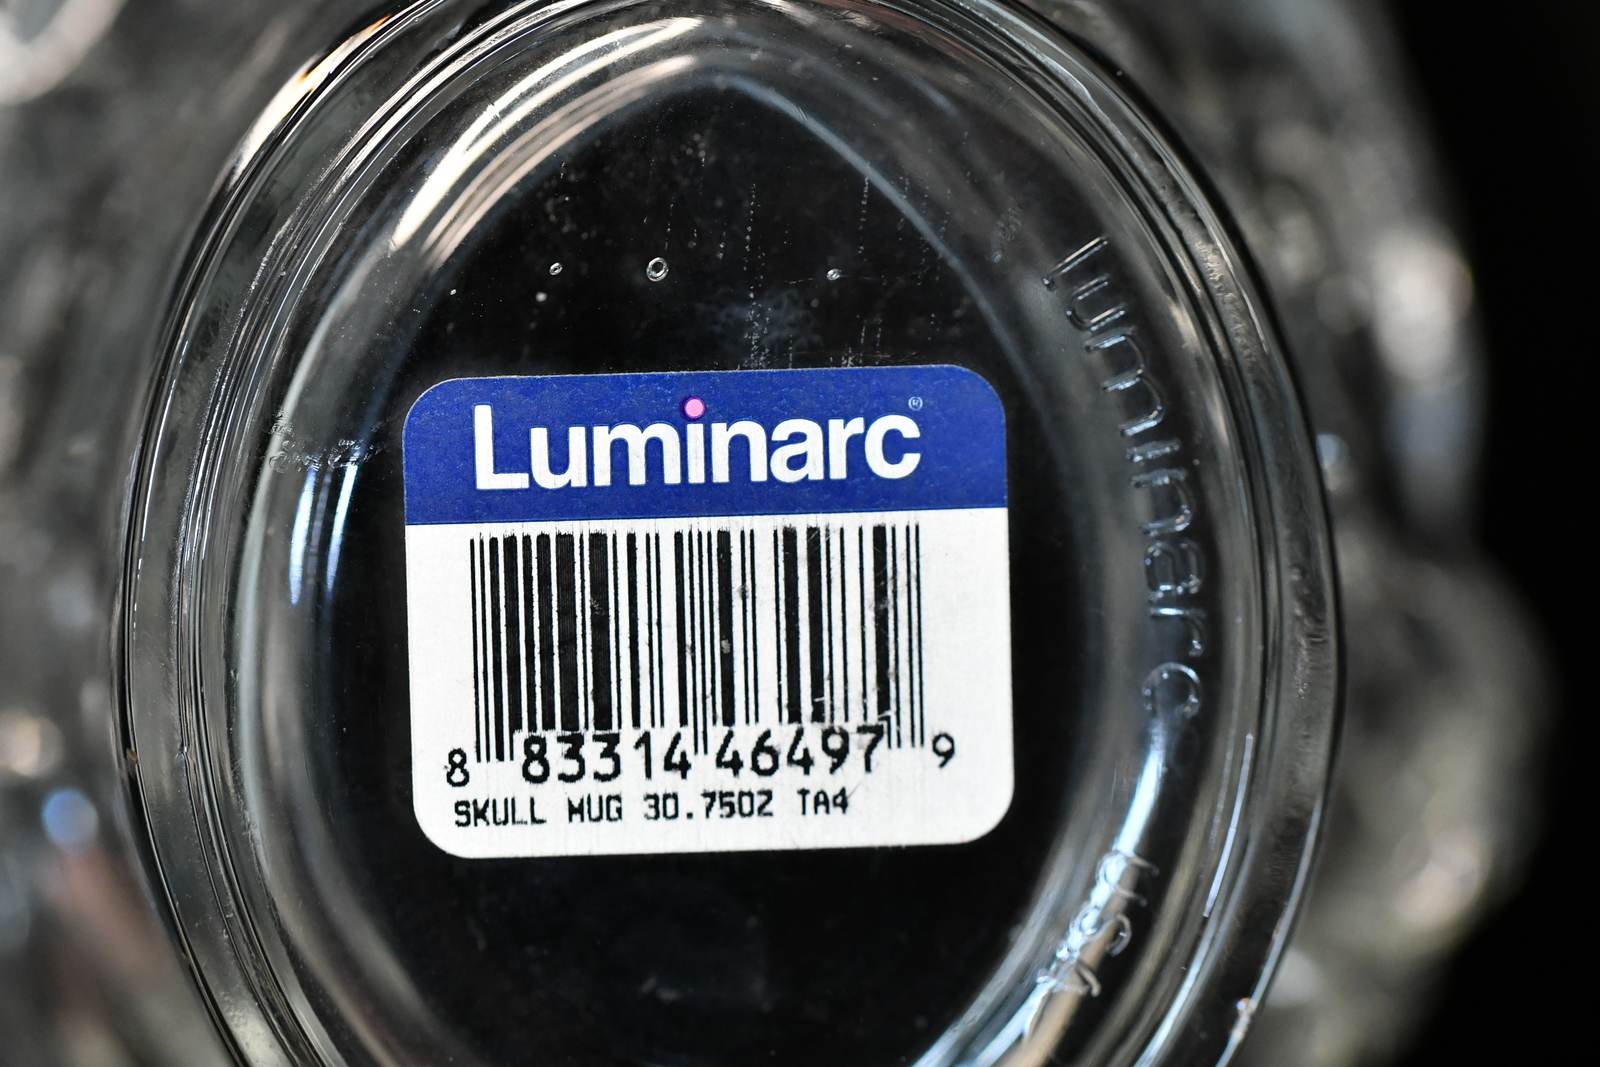 Luminarc®
8 83314 46497 9
SKULL MUG 30.75OZ TA4
Luminarc
USA